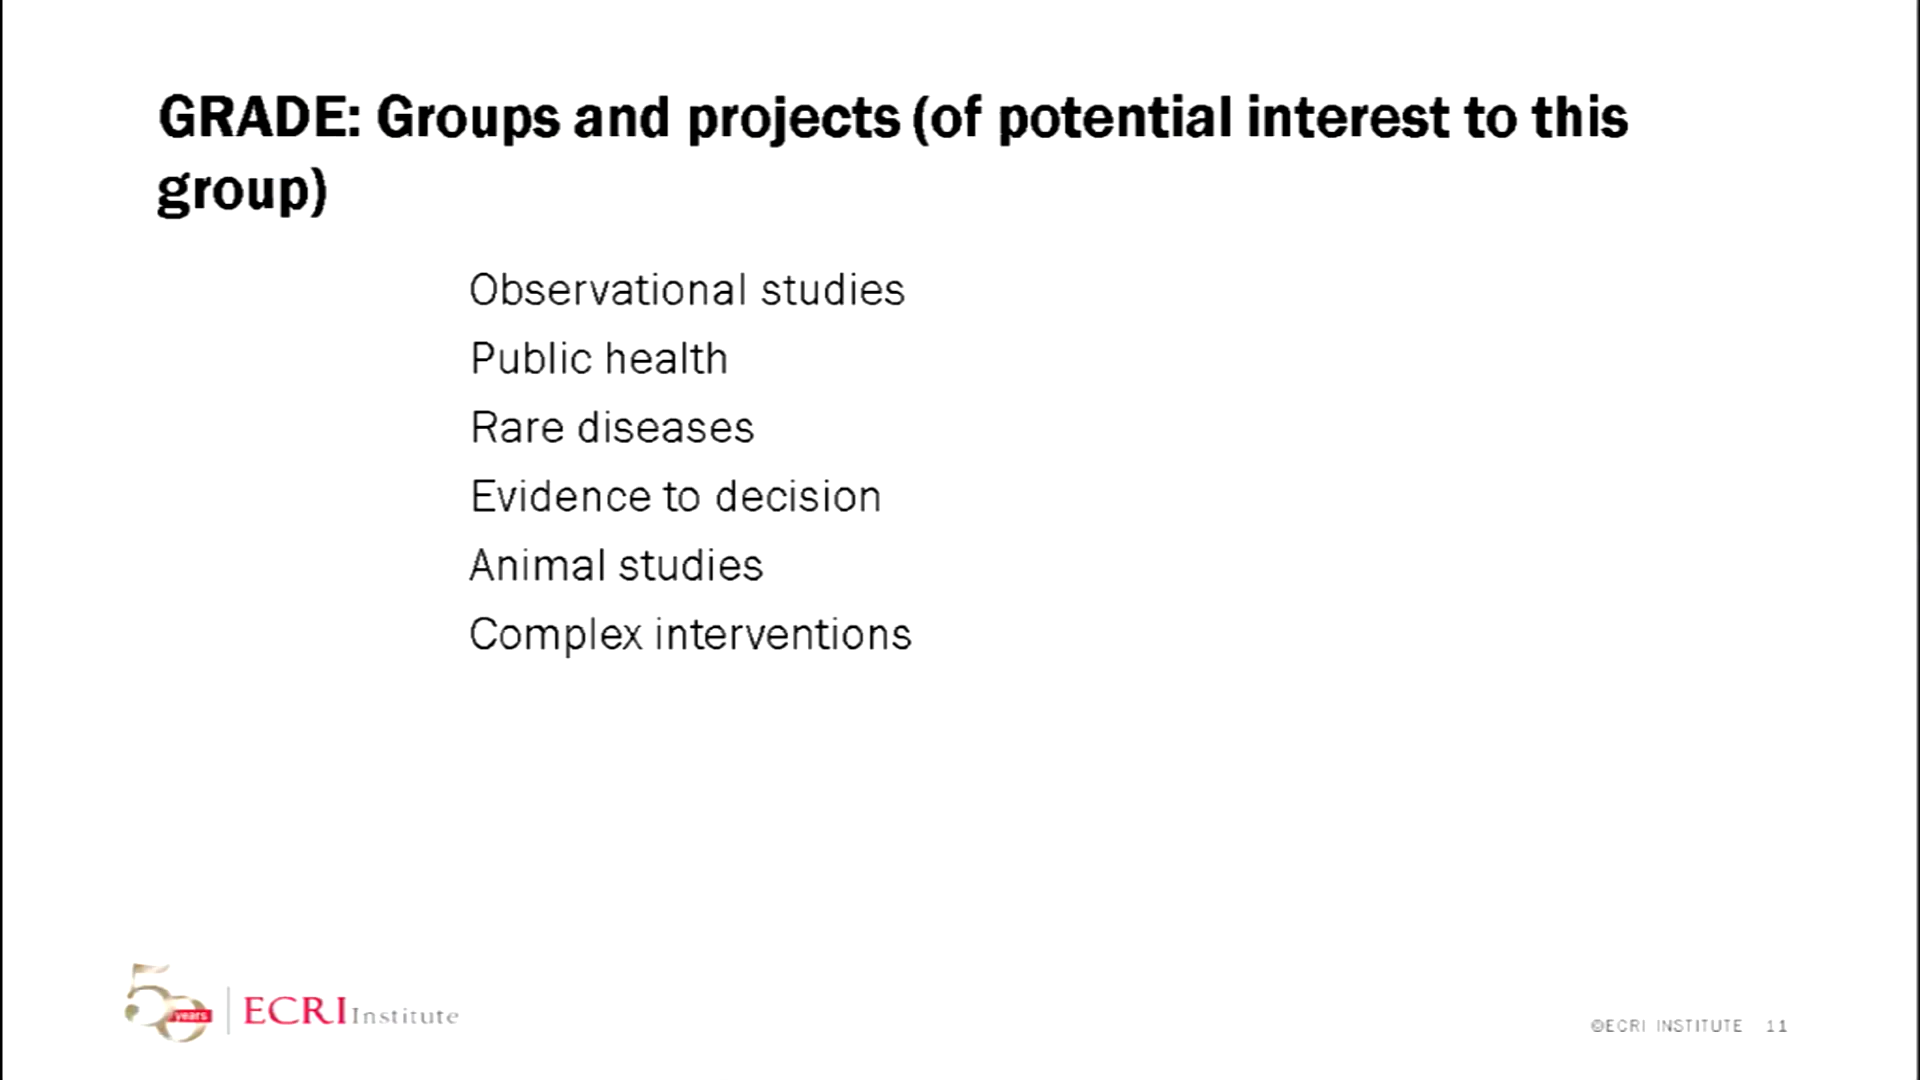 GRADE: Groups and projects (of potential interest to this
group)
Observational studies
Public health
Rare diseases
Evidence to decision
Animal studies
Complex interventions
50 years
ECRI Institute
©ECRI INSTITUTE 11